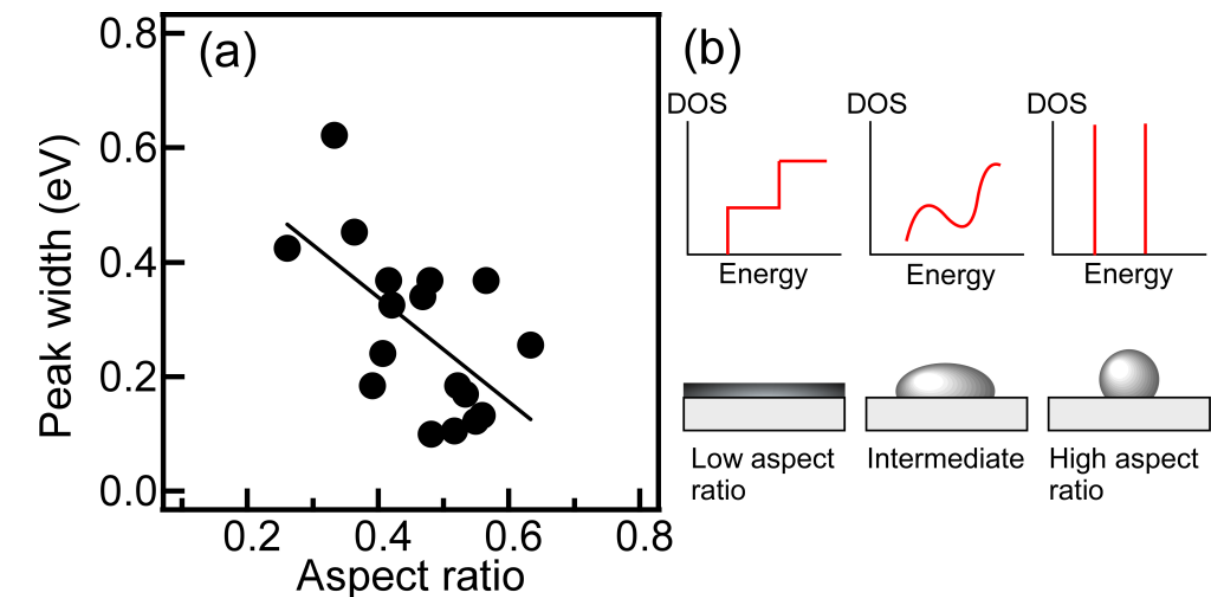 (a)
0.8
0.6
0.4
0.2
0.0
Peak width (eV)
0.2 0.4 0.6 0.8
Aspect ratio
(b)
DOS DOS DOS
Energy Energy Energy
Low aspect
ratio
Intermediate
High aspect
ratio